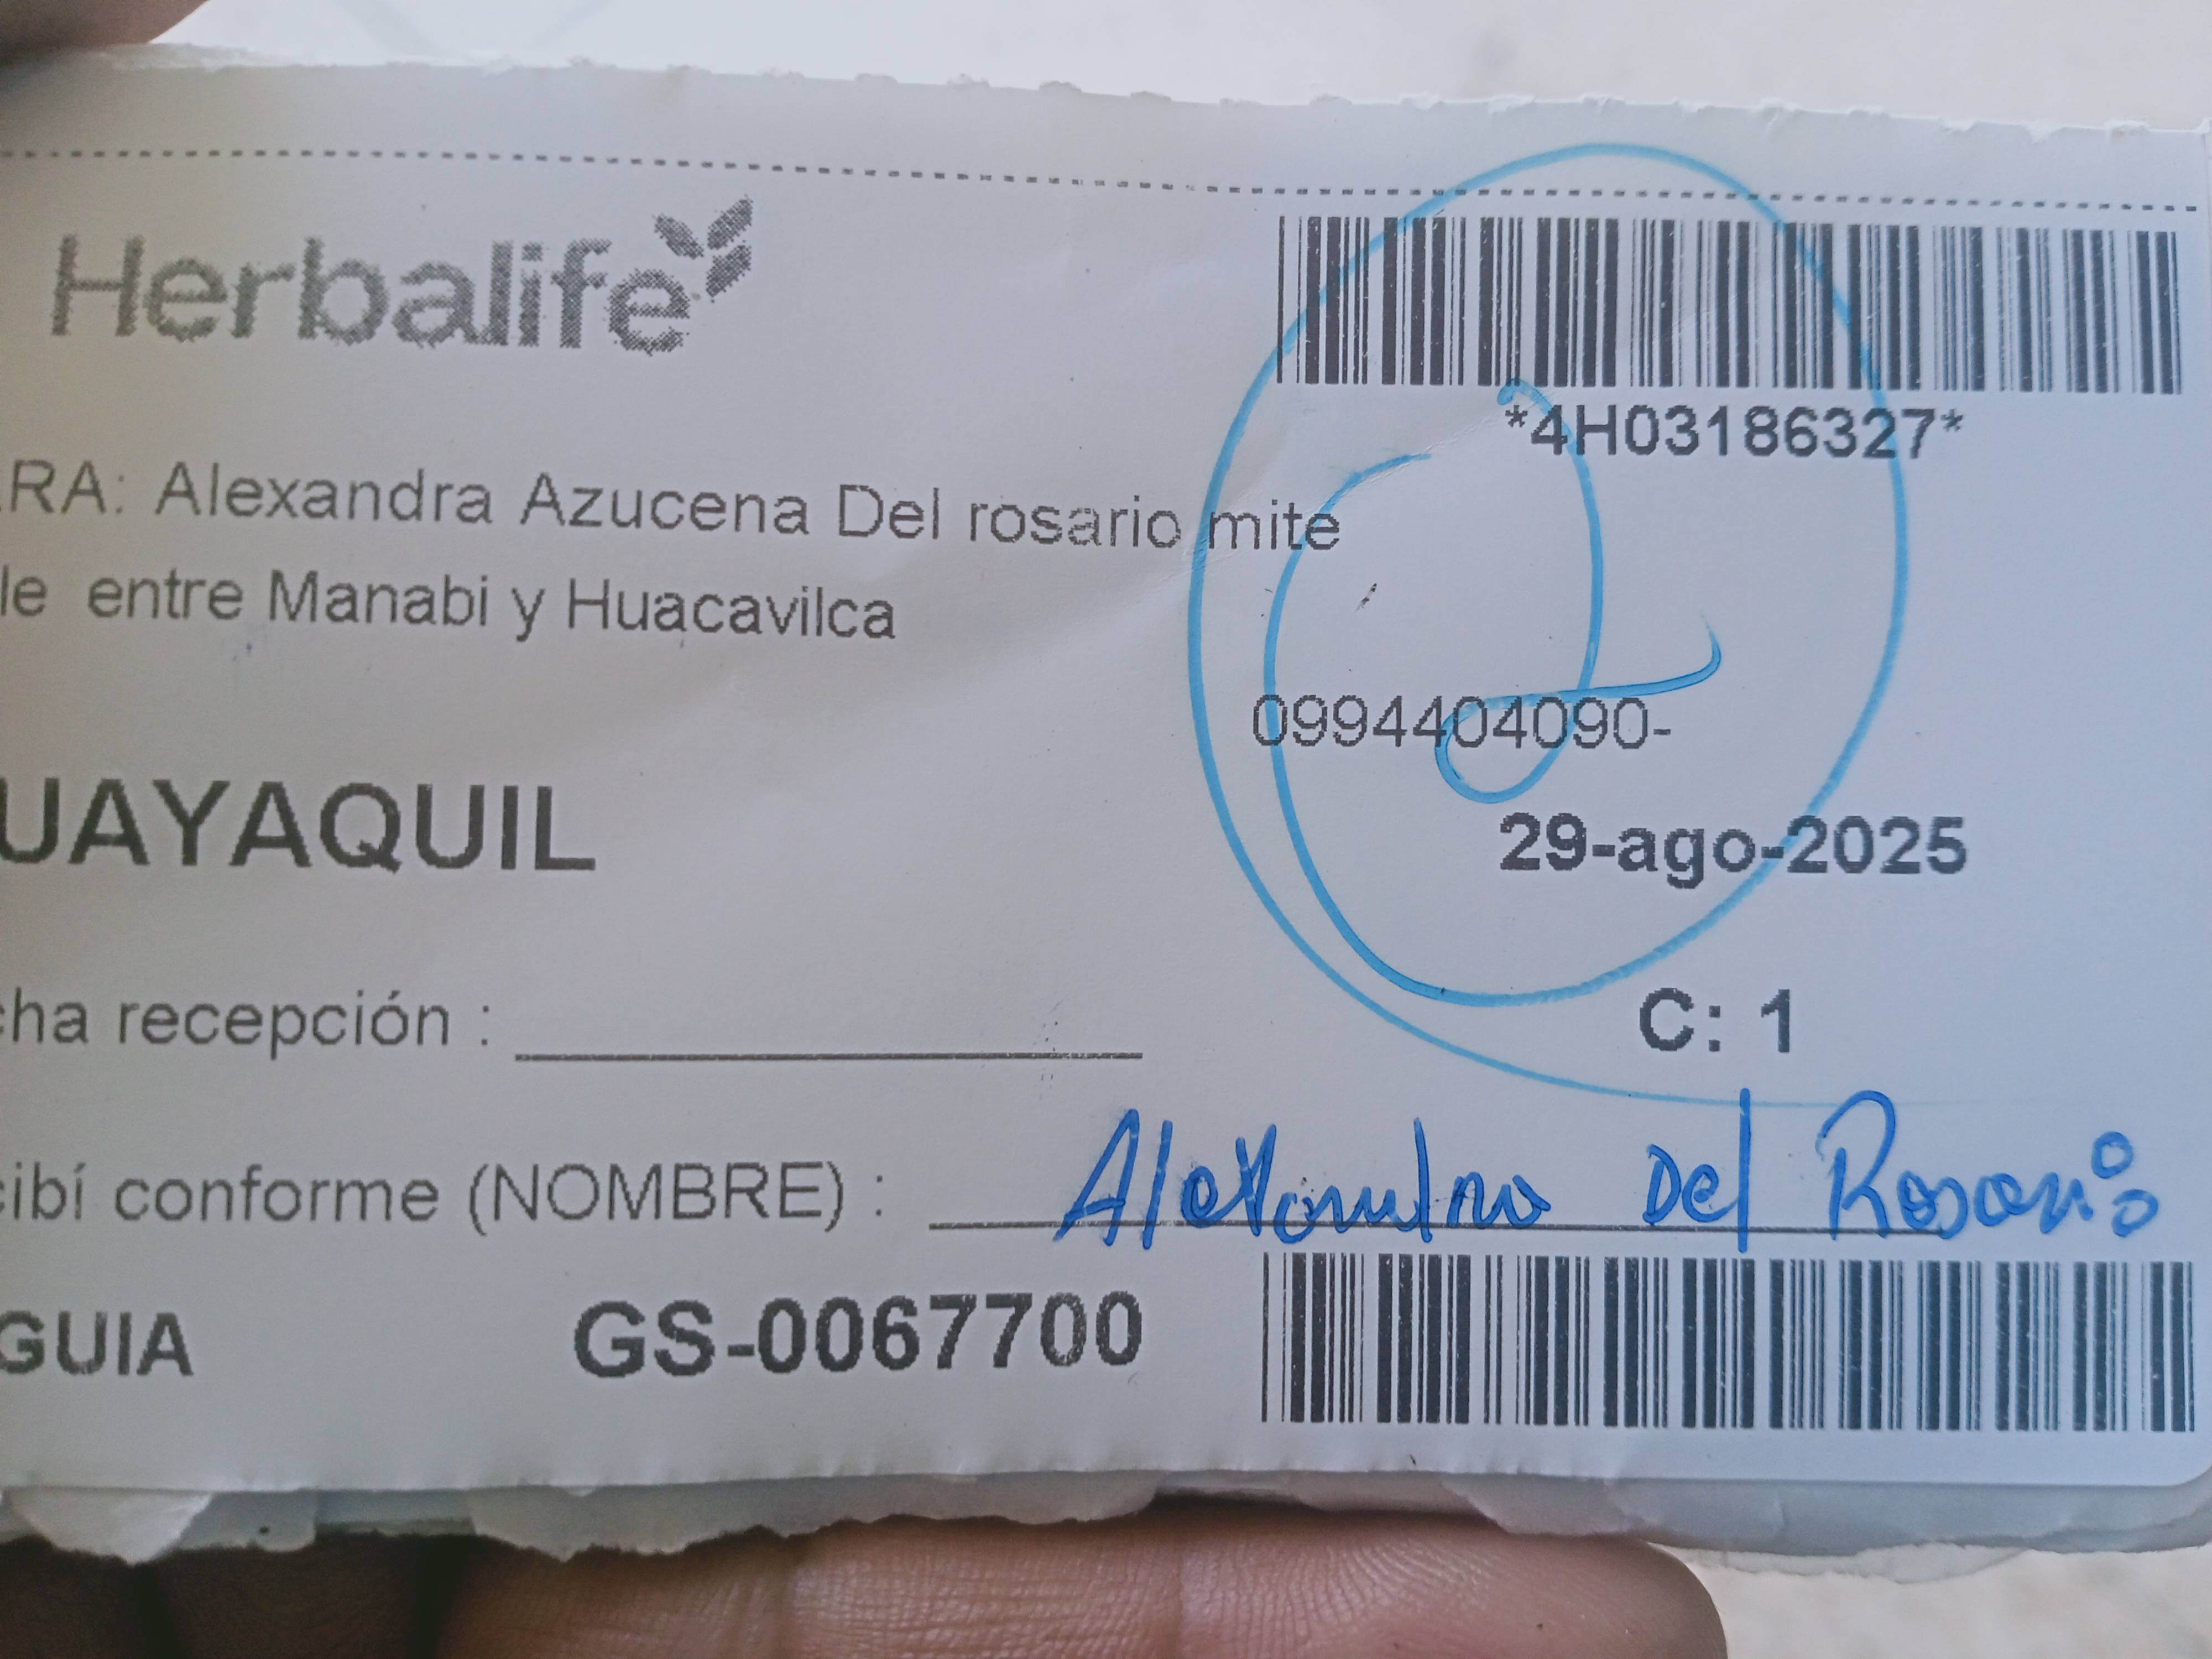 Herbalife
*4H03186327*
RA: Alexandra Azucena Del rosario mite
le entre Manabi y Huacavilca
0994404090-
UAYAQUIL
29-ago-2025
cha recepción :
C: 1
cibí conforme (NOMBRE) : Alexandra Del Rosario
GUIA GS-0067700